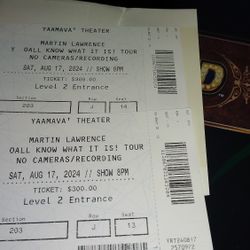 YAAMAVA' THEATER
MARTIN LAWRENCE
Y OALL KNOW WHAT IT IS! TOUR
NO CAMERAS/RECORDING
SAT, AUG 17, 2024 // SHOW 8PM
TICKET: $300.00
Level 2 Entrance
Section Row Seat
203 J 14
YAAMAVA' THEATER
MARTIN LAWRENCE
OALL KNOW WHAT IT IS! TOUR
NO CAMERAS/RECORDING
SAT, AUG 17, 2024 // SHOW 8PM
TICKET: $300.00
Level 2 Entrance
Section Row Seat
203 J 13